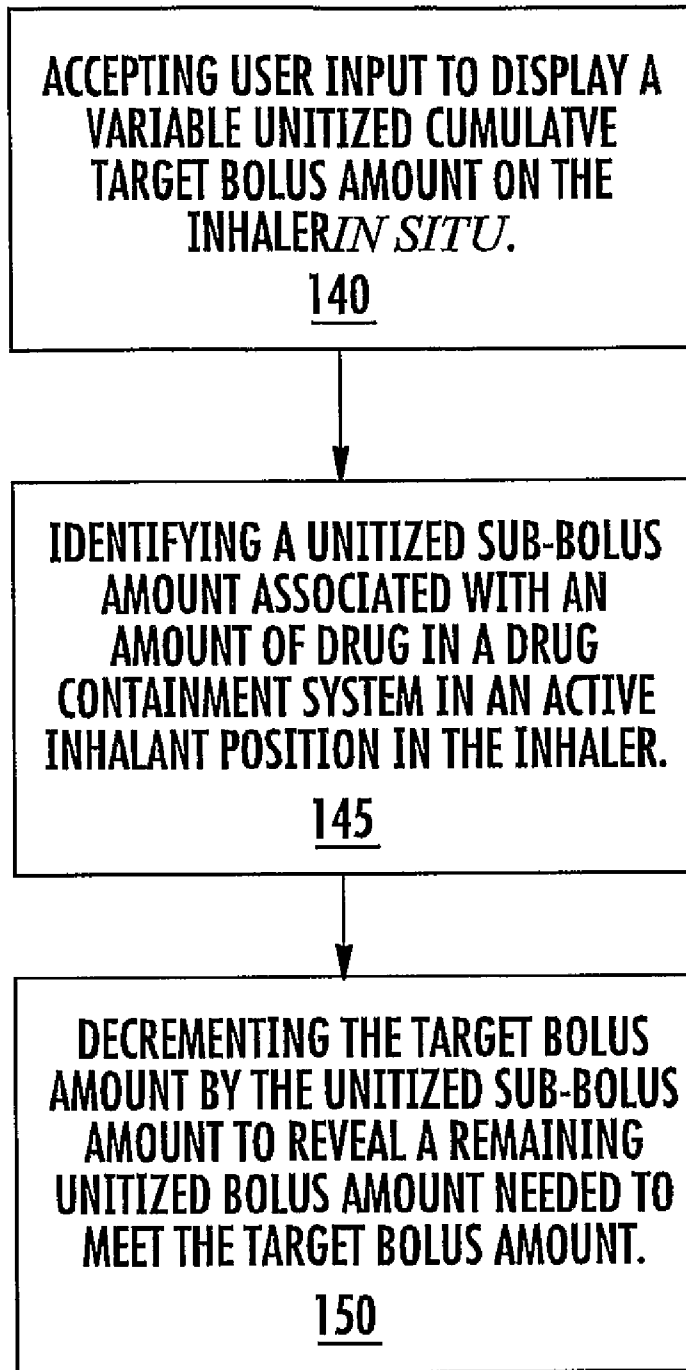 ACCEPTING USER INPUT TO DISPLAY A
VARIABLE UNITIZED CUMULATVE
TARGET BOLUS AMOUNT ON THE
INHALER IN SITU.
140
IDENTIFYING A UNITIZED SUB-BOLUS
AMOUNT ASSOCIATED WITH AN
AMOUNT OF DRUG IN A DRUG
CONTAINMENT SYSTEM IN AN ACTIVE
INHALANT POSITION IN THE INHALER.
145
DECREMENTING THE TARGET BOLUS
AMOUNT BY THE UNITIZED SUB-BOLUS
AMOUNT TO REVEAL A REMAINING
UNITIZED BOLUS AMOUNT NEEDED TO
MEET THE TARGET BOLUS AMOUNT.
150